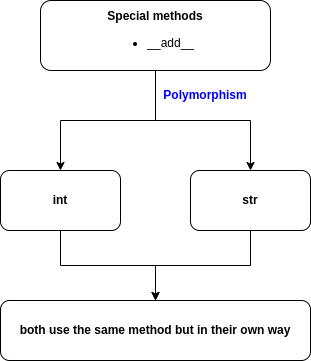 Special methods
• __add__
Polymorphism
int
str
both use the same method but in their own way